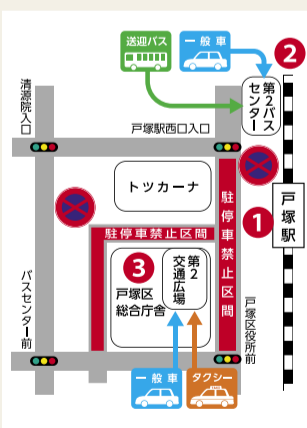 送迎バス
一般車
2
第2バス
センター
清源院入口
戸塚駅西口入口
トツカーナ
駐停車禁止区間
1
戸塚駅
駐停車禁止区間
3
第2
交通広場
戸塚区
総合庁舎
バスセンター前
戸塚区役所前
一般車
タクシー